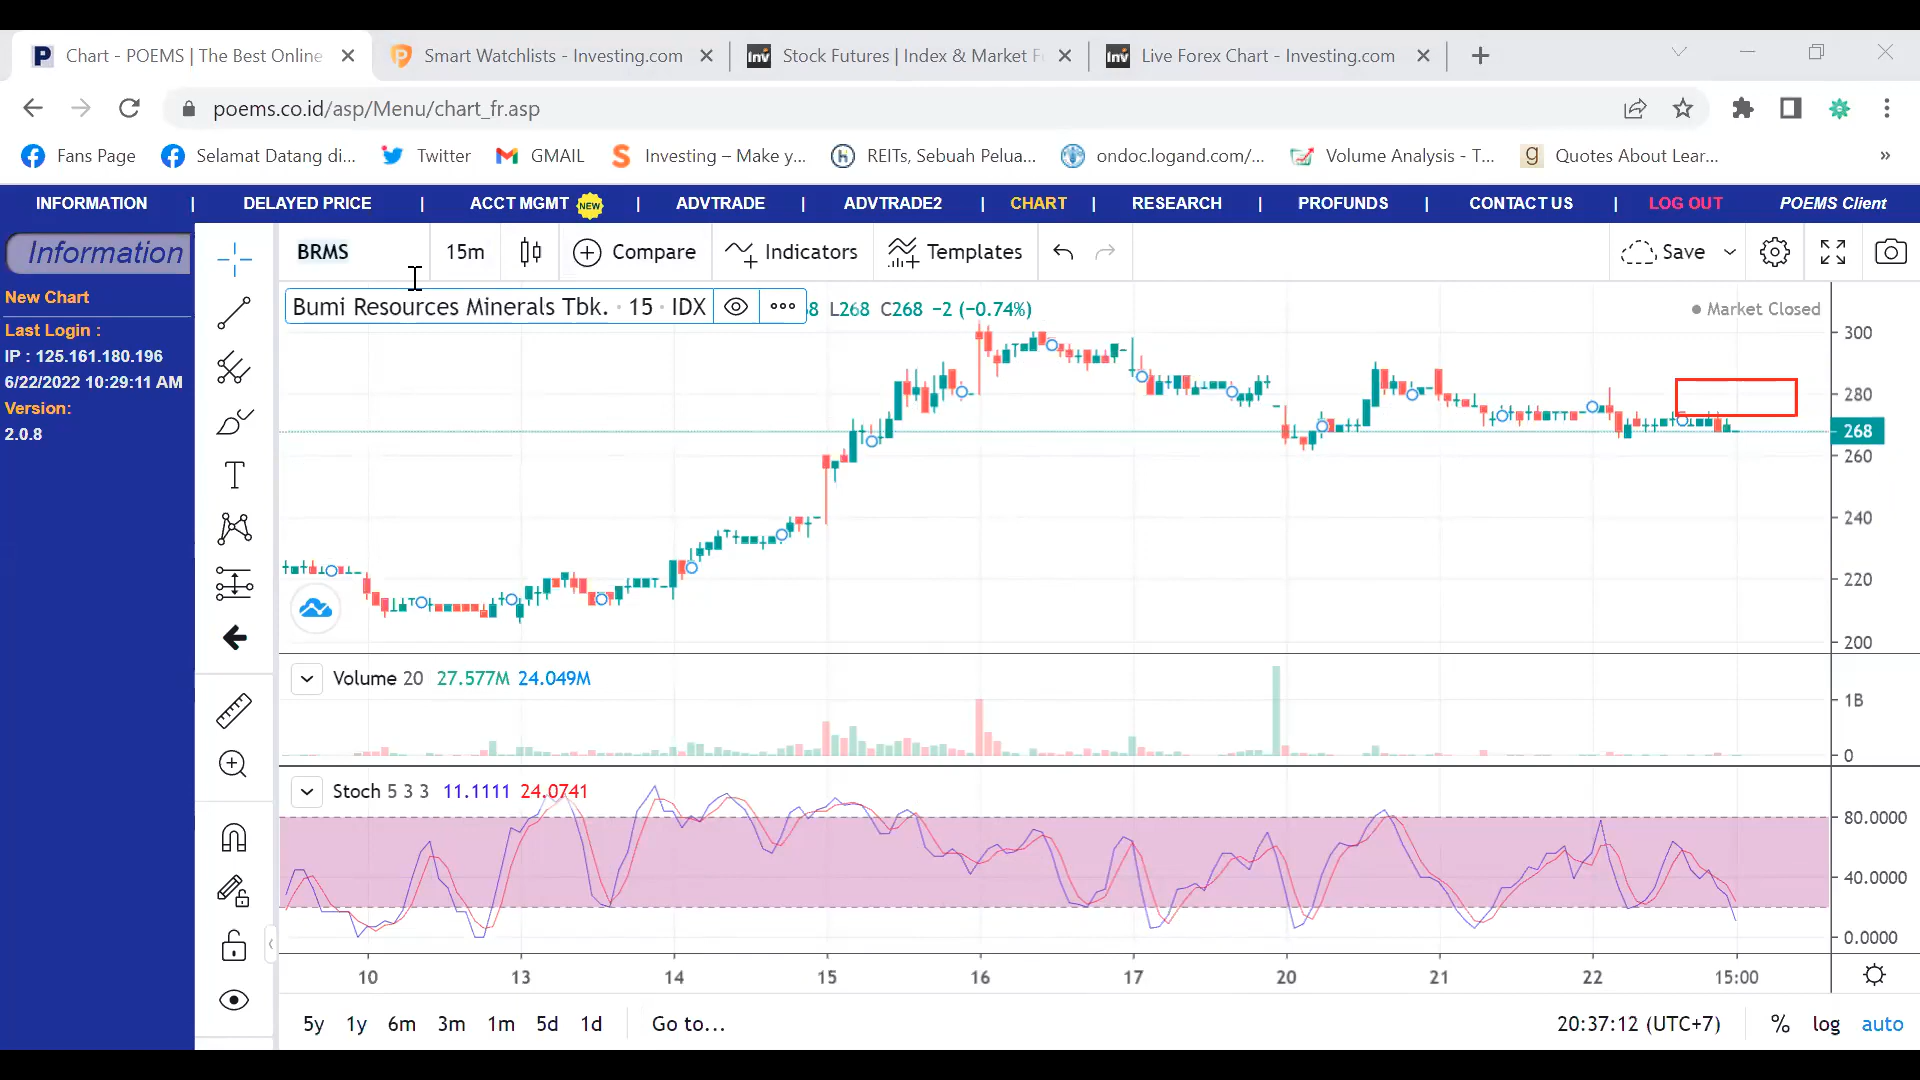 Chart - POEMS | The Best Online
Smart Watchlists - Investing.com
Stock Futures | Index & Market F
Live Forex Chart - Investing.com
poems.co.id/asp/Menu/chart_fr.asp
Fans Page
Selamat Datang di...
Twitter
GMAIL
Investing – Make y...
REITs, Sebuah Pelua...
ondoc.logand.com/...
Volume Analysis - T...
Quotes About Lear...
»
INFORMATION | DELAYED PRICE | ACCT MGMT NEW | ADVTRADE | ADVTRADE2 | CHART | RESEARCH | PROFUNDS | CONTACT US | LOG OUT POEMS Client
Information
New Chart
Last Login :
IP : 125.161.180.196
6/22/2022 10:29:11 AM
Version:
2.0.8
BRMS 15m Compare Indicators Templates Save
Bumi Resources Minerals Tbk. · 15 · IDX 8 L268 C268 −2 (−0.74%)
Market Closed
300
280
268
260
240
220
200
Volume 20 27.577M 24.049M
1B
0
Stoch 5 3 3 11.1111 24.0741
80.0000
40.0000
0.0000
10 13 14 15 16 17 20 21 22 15:00
5y 1y 6m 3m 1m 5d 1d Go to... 20:37:12 (UTC+7) % log auto